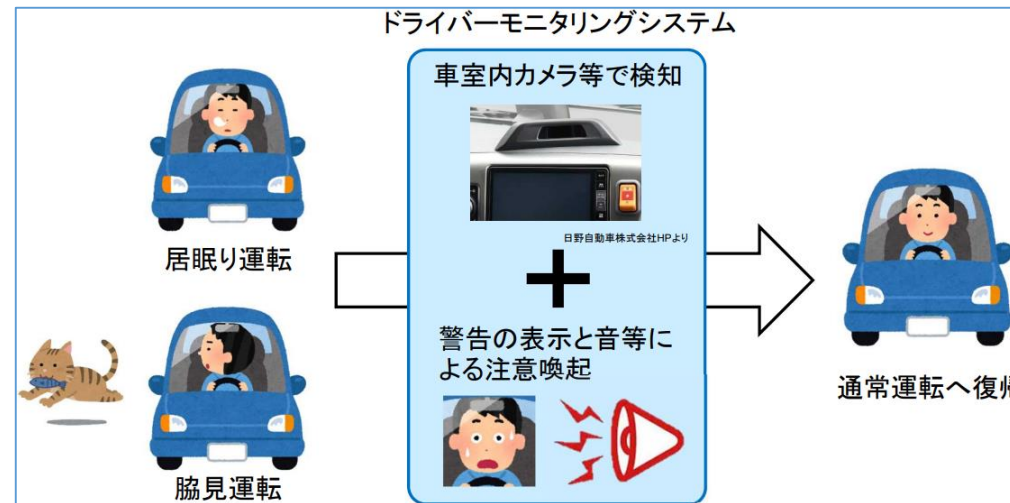 ドライバーモニタリングシステム
車室内カメラ等で検知
日野自動車株式会社HPより
居眠り運転
警告の表示と音等に
よる注意喚起
脇見運転
通常運転へ復帰